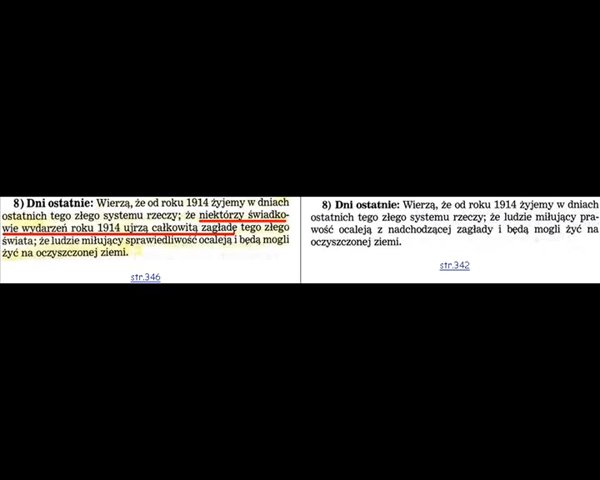 8) Dni ostatnie: Wierzą, że od roku 1914 żyjemy w dniach
ostatnich tego złego systemu rzeczy; że niektórzy świadko-
wie wydarzeń roku 1914 ujrzą całkowitą zagładę tego złego
świata; że ludzie miłujący sprawiedliwość ocaleją i będą mogli
żyć na oczyszczonej ziemi.
str.346
8) Dni ostatnie: Wierzą, że od roku 1914 żyjemy w dniach
ostatnich tego złego systemu rzeczy; że ludzie miłujący pra-
wość ocaleją z nadchodzącej zagłady i będą mogli żyć na
oczyszczonej ziemi.
str.342